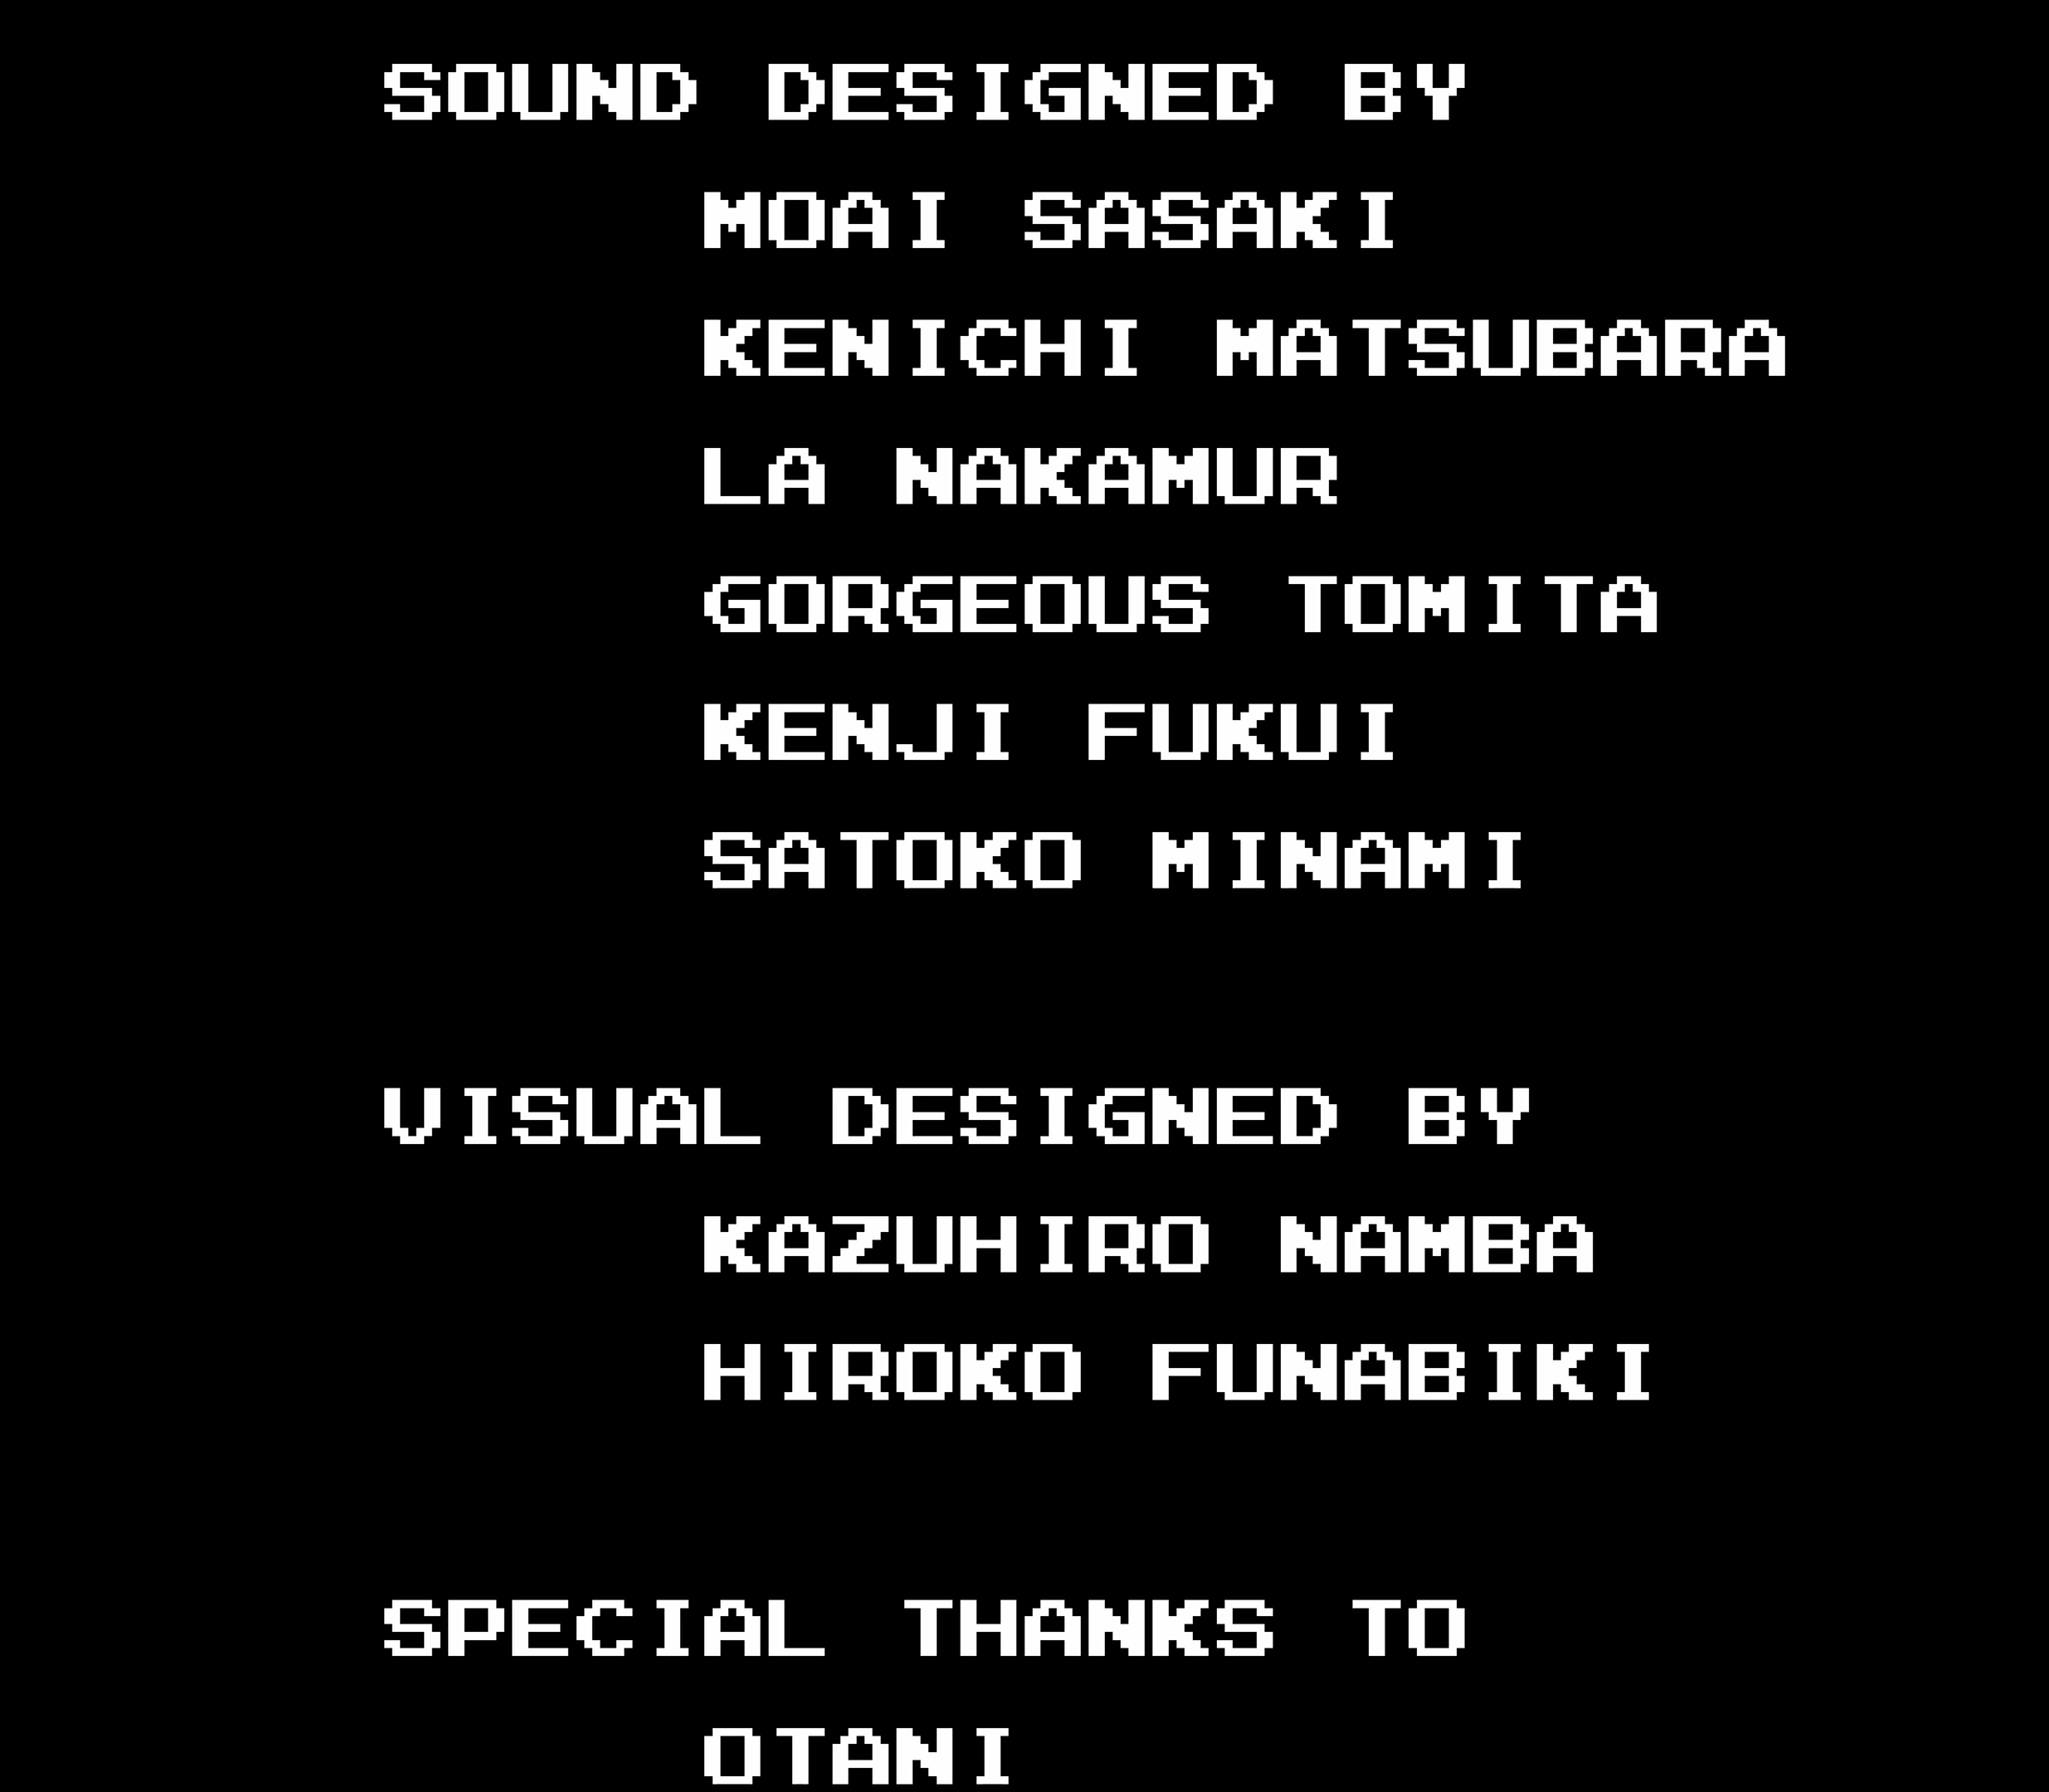 SOUND DESIGNED BY
MOAI SASAKI
KENICHI MATSUBARA
LA NAKAMUR
GORGEOUS TOMITA
KENJI FUKUI
SATOKO MINAMI
VISUAL DESIGNED BY
KAZUHIRO NAMBA
HIROKO FUNABIKI
SPECIAL THANKS TO
OTANI